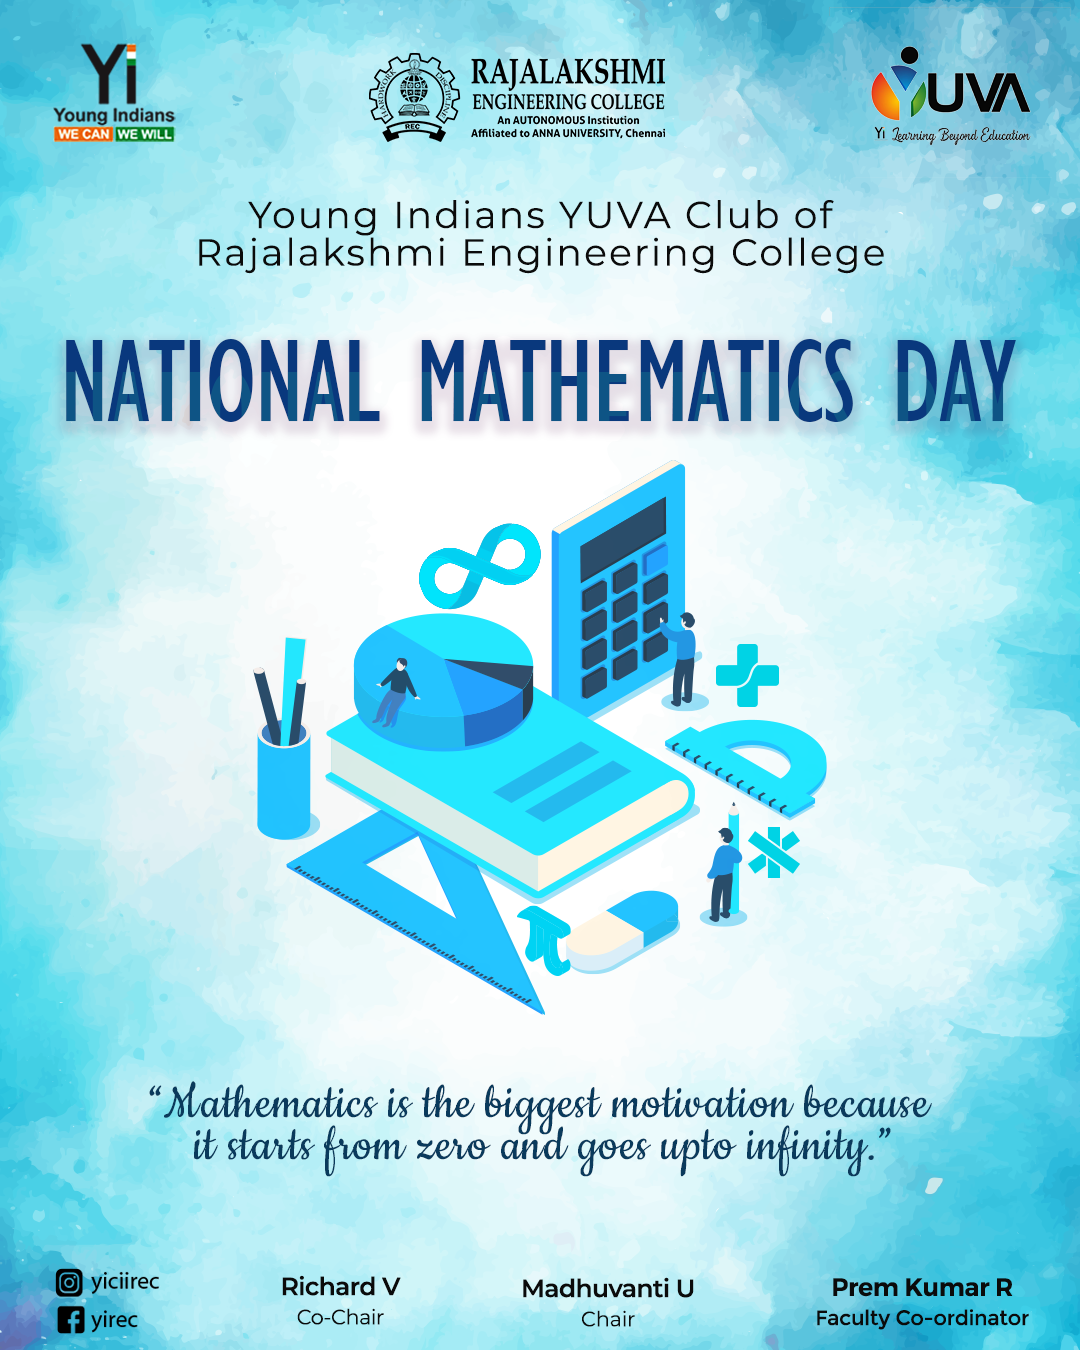 Yi
Young Indians
WE CAN WE WILL
HARDWORK DISCIPLINE
REC
RAJALAKSHMI
ENGINEERING COLLEGE
An AUTONOMOUS Institution
Affiliated to ANNA UNIVERSITY, Chennai
YUVA
Yi Learning Beyond Education
Young Indians YUVA Club of
Rajalakshmi Engineering College
NATIONAL MATHEMATICS DAY
π
“Mathematics is the biggest motivation because
it starts from zero and goes upto infinity.”
yiciirec
yirec
Richard V
Co-Chair
Madhuvanti U
Chair
Prem Kumar R
Faculty Co-ordinator